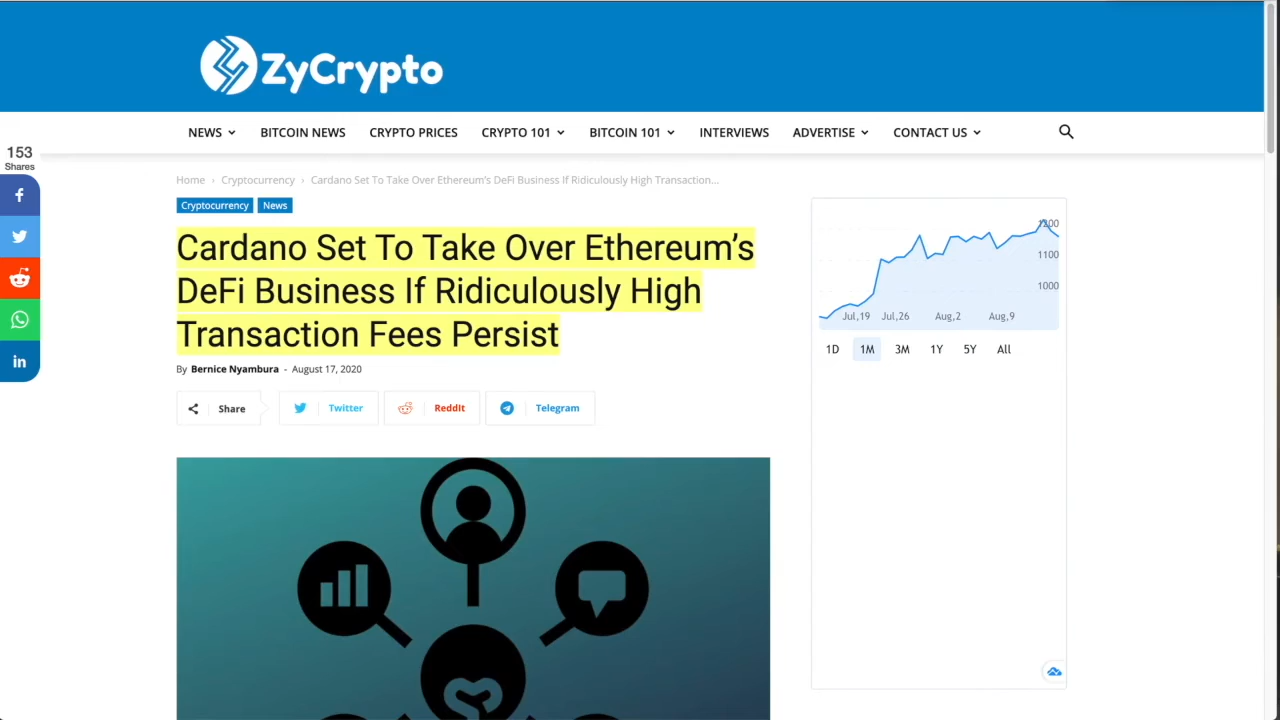 ZyCrypto
NEWS
BITCOIN NEWS
CRYPTO PRICES
CRYPTO 101
BITCOIN 101
INTERVIEWS
ADVERTISE
CONTACT US
153
Shares
Home › Cryptocurrency › Cardano Set To Take Over Ethereum's DeFi Business If Ridiculously High Transaction...
Cryptocurrency
News
Cardano Set To Take Over Ethereum’s
DeFi Business If Ridiculously High
Transaction Fees Persist
By Bernice Nyambura - August 17, 2020
Share
Twitter
ReddIt
Telegram
1200
1100
1000
Jul,19
Jul,26
Aug,2
Aug,9
1D
1M
3M
1Y
5Y
All